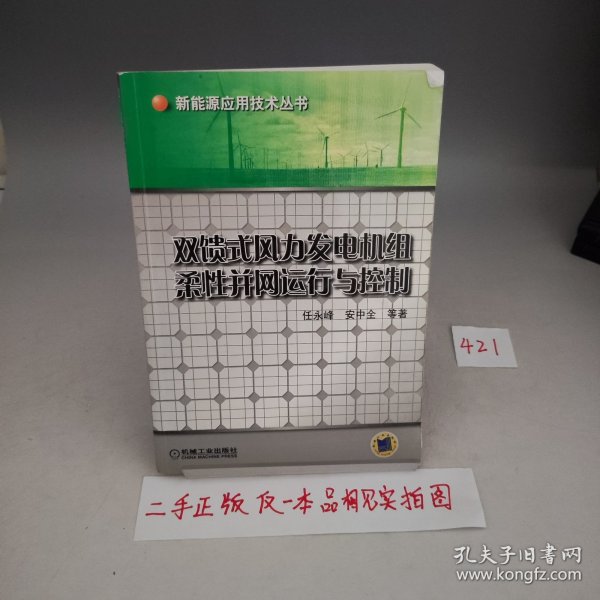 新能源应用技术丛书
双馈式风力发电机组
柔性并网运行与控制
任永峰 安中全 等著
421
机械工业出版社
CHINA MACHINE PRESS
二手正版仅一本品相见实拍图
孔夫子旧书网
www.kongfz.com